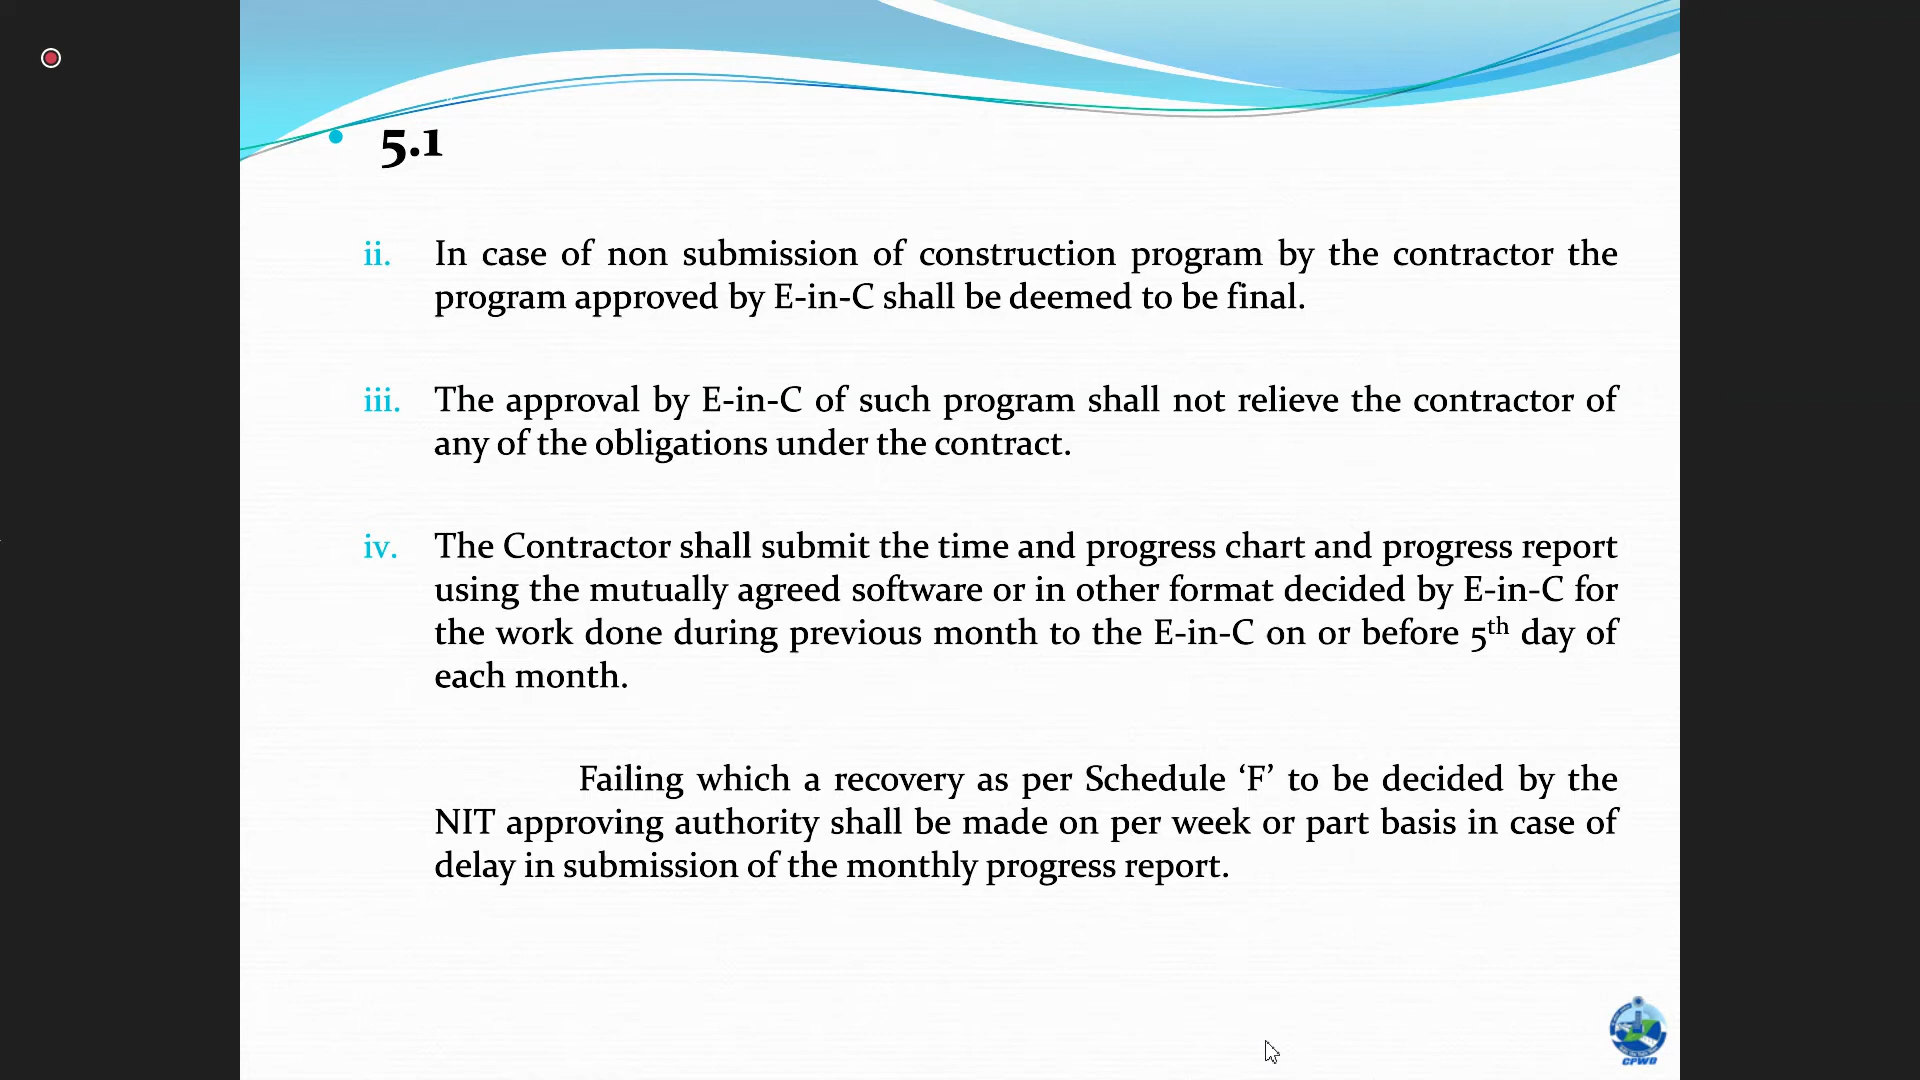 5.1
ii. In case of non submission of construction program by the contractor the
program approved by E-in-C shall be deemed to be final.
iii. The approval by E-in-C of such program shall not relieve the contractor of
any of the obligations under the contract.
iv. The Contractor shall submit the time and progress chart and progress report
using the mutually agreed software or in other format decided by E-in-C for
the work done during previous month to the E-in-C on or before 5th day of
each month.
Failing which a recovery as per Schedule ‘F’ to be decided by the
NIT approving authority shall be made on per week or part basis in case of
delay in submission of the monthly progress report.
CPWD